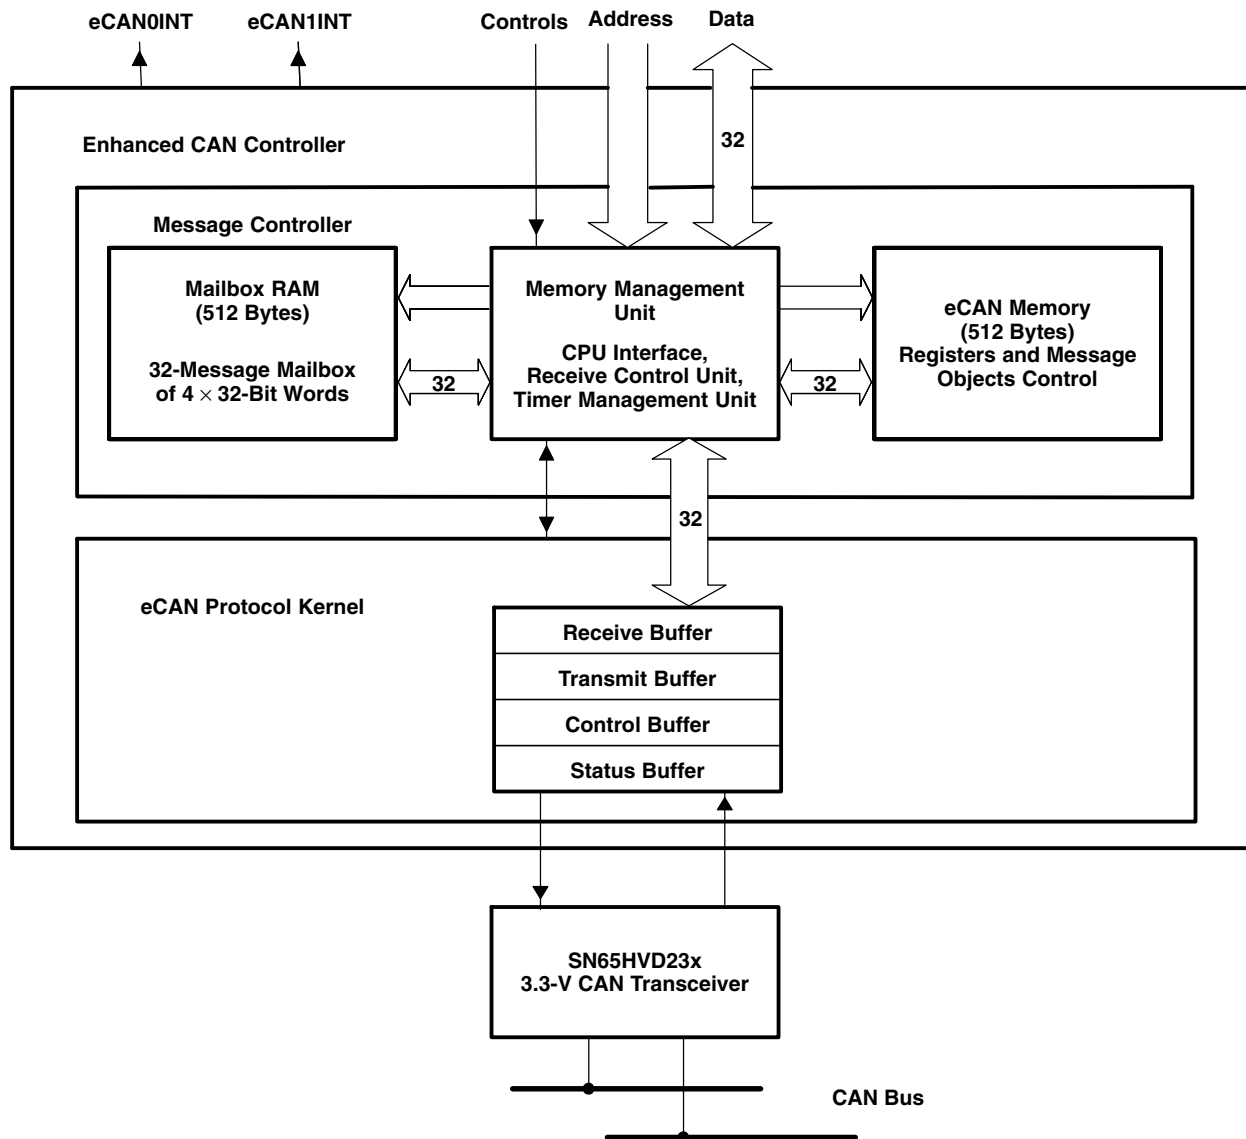 eCAN0INT eCAN1INT Controls Address Data
32
Enhanced CAN Controller
Message Controller
Mailbox RAM
(512 Bytes)
32-Message Mailbox
of 4 × 32-Bit Words
32
Memory Management
Unit
CPU Interface,
Receive Control Unit,
Timer Management Unit
32
eCAN Memory
(512 Bytes)
Registers and Message
Objects Control
32
eCAN Protocol Kernel
Receive Buffer
Transmit Buffer
Control Buffer
Status Buffer
SN65HVD23x
3.3-V CAN Transceiver
CAN Bus